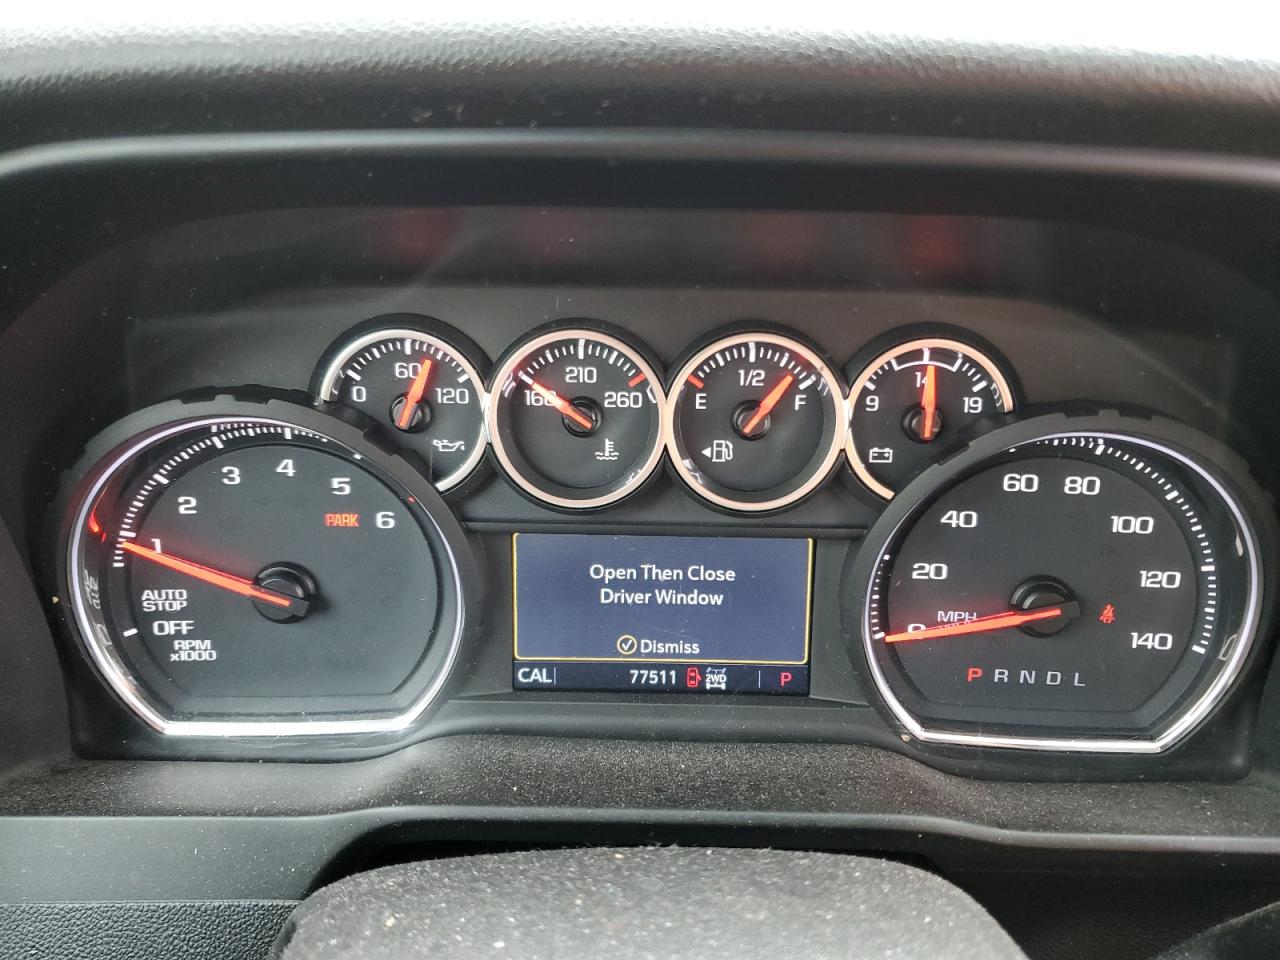 60
0
120
210
160
260
1/2
E
F
14
9
19
4
3
5
2
PARK
6
1
AUTO
STOP
OFF
RPM
x1000
Open Then Close
Driver Window
Dismiss
CAL
77511
2WD
P
60
80
40
100
20
120
MPH
0
140
P R N D L